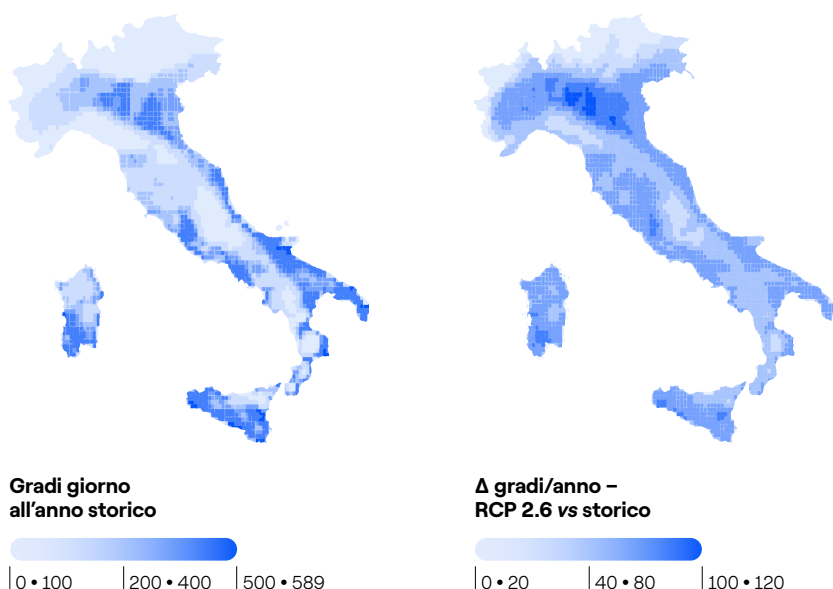 Gradi giorno
all’anno storico
0 • 100
200 • 400
500 • 589
Δ gradi/anno –
RCP 2.6 vs storico
0 • 20
40 • 80
100 • 120